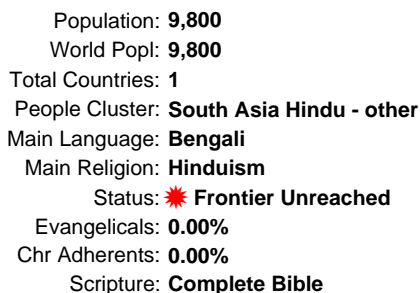 Population: 9,800
World Popl: 9,800
Total Countries: 1
People Cluster: South Asia Hindu - other
Main Language: Bengali
Main Religion: Hinduism
Status: Frontier Unreached
Evangelicals: 0.00%
Chr Adherents: 0.00%
Scripture: Complete Bible